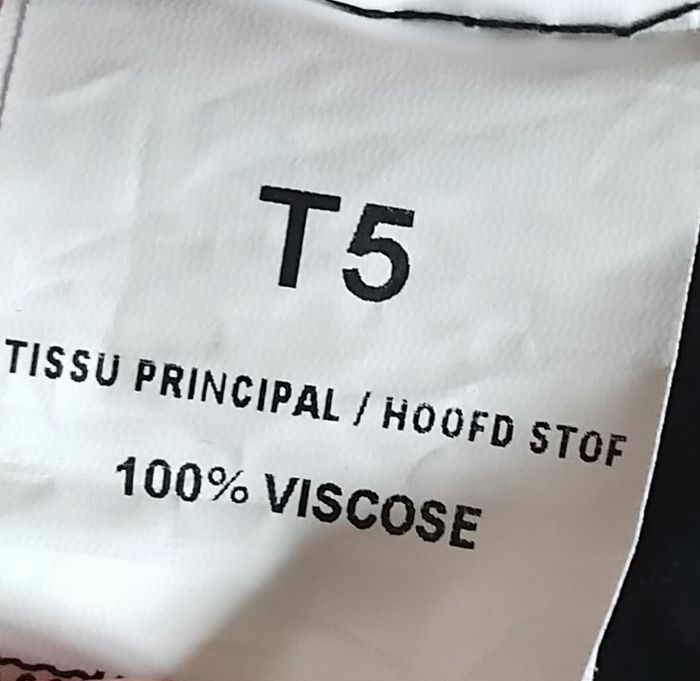 T5
TISSU PRINCIPAL / HOOFD STOF
100% VISCOSE